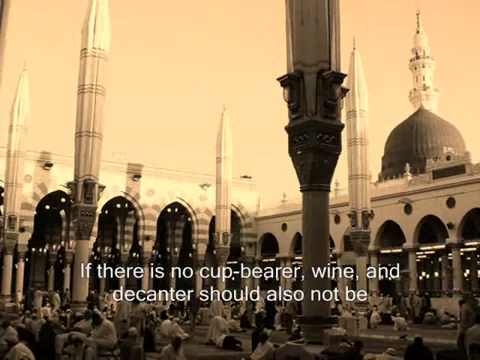 If there is no cup-bearer, wine, and
decanter should also not be